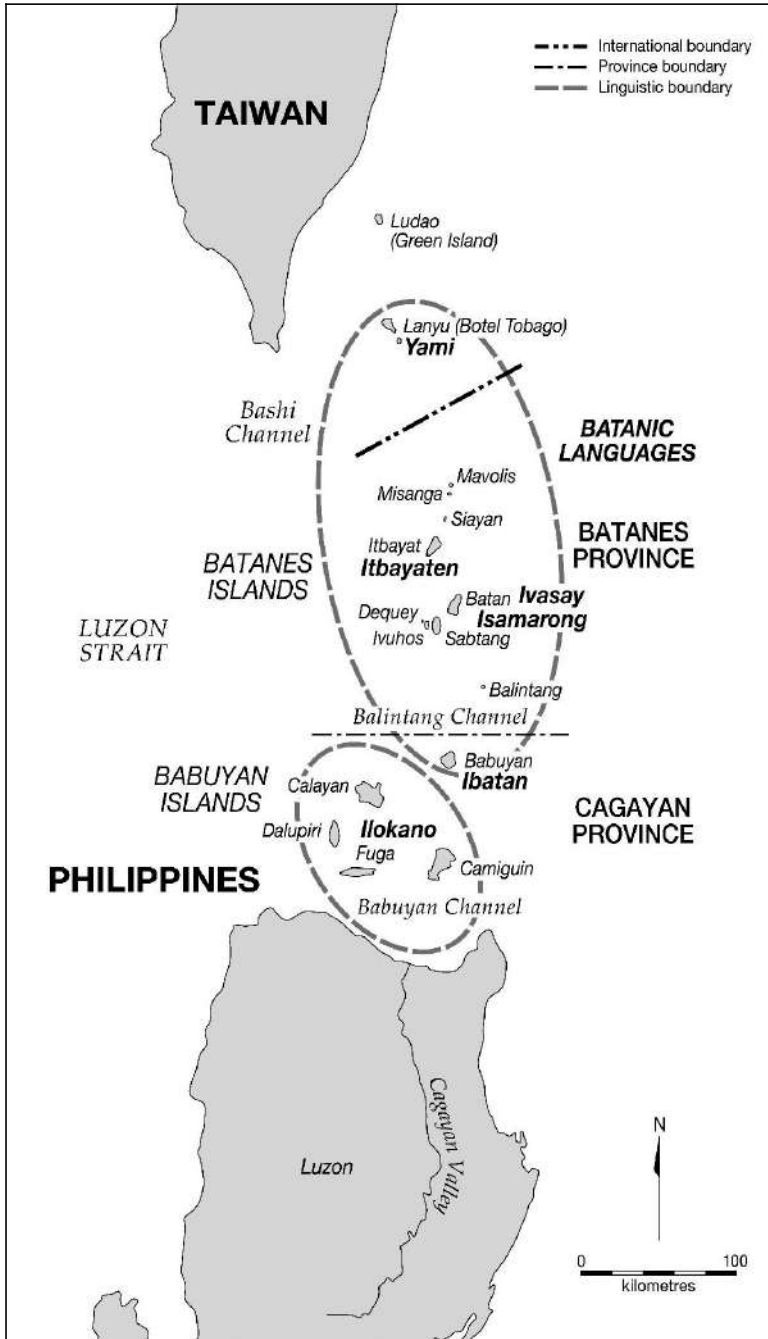 International boundary
Province boundary
Linguistic boundary
TAIWAN
Ludao
(Green Island)
Lanyu (Botel Tobago)
Yami
Bashi
Channel
BATANIC
LANGUAGES
Mavolis
Misanga
Siayan
BATANES
PROVINCE
Itbayat
Itbayaten
BATANES
ISLANDS
Batan
Ivasay
Isamarong
Dequey
Ivuhos
Sabtang
LUZON
STRAIT
Balintang
Balintang Channel
Babuyan
Ibatan
BABUYAN
ISLANDS
Calayan
CAGAYAN
PROVINCE
Dalupiri
Ilokano
Fuga
Camiguin
PHILIPPINES
Babuyan Channel
Cagayan Valley
Luzon
N
0 100
kilometres